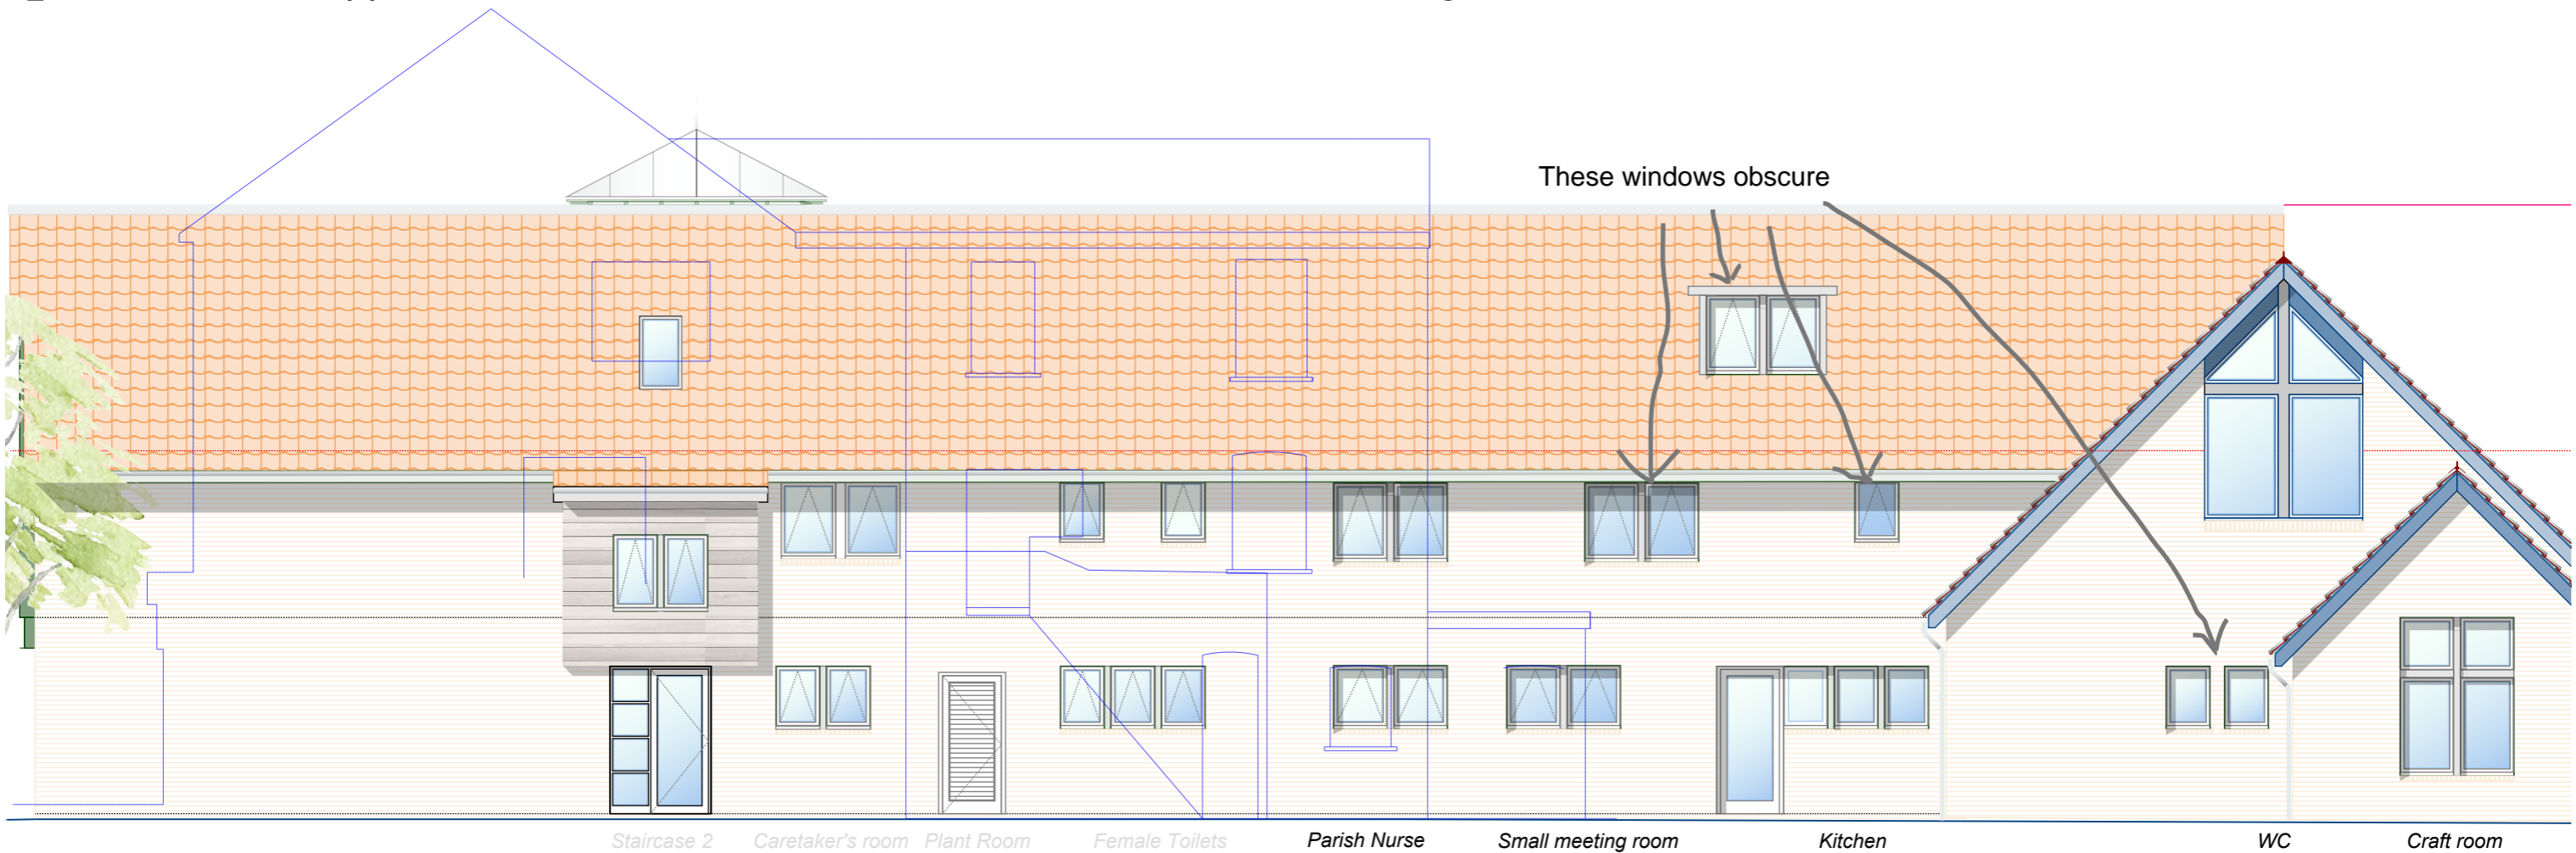 These windows obscure
Staircase 2 Caretaker's room Plant Room Female Toilets Parish Nurse Small meeting room Kitchen WC Craft room